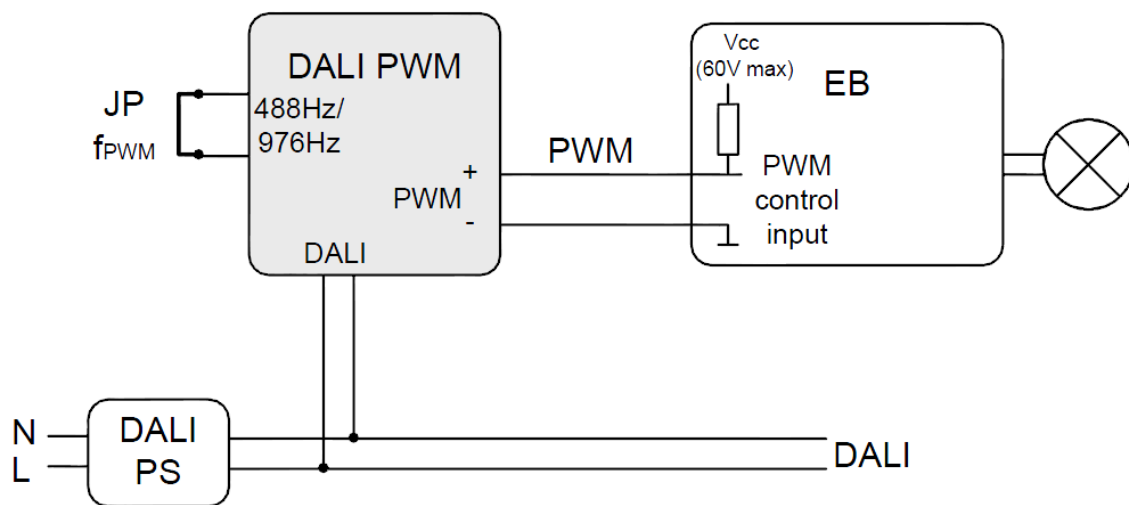 DALI PWM
JP
fPWM
488Hz/
976Hz
+
PWM
-
DALI
PWM
Vcc
(60V max)
EB
PWM
control
input
N
L
DALI
PS
DALI